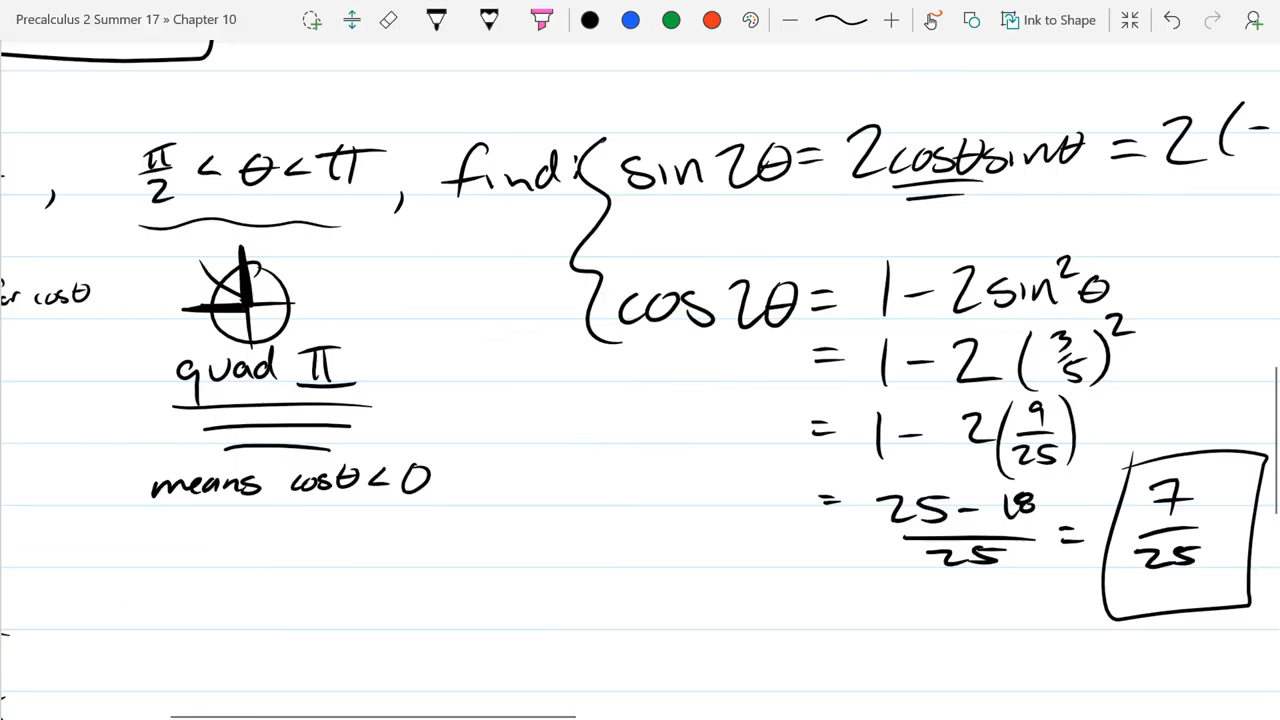 Precalculus 2 Summer 17 » Chapter 10
Ink to Shape
, π/2 < θ < π, find: { sin 2θ = 2cosθsinθ = 2(-
cos 2θ = 1 - 2sin²θ
for cosθ
= 1 - 2(3/5)²
quad II
= 1 - 2(9/25)
means cosθ < 0
= (25 - 18)/25 = 7/25